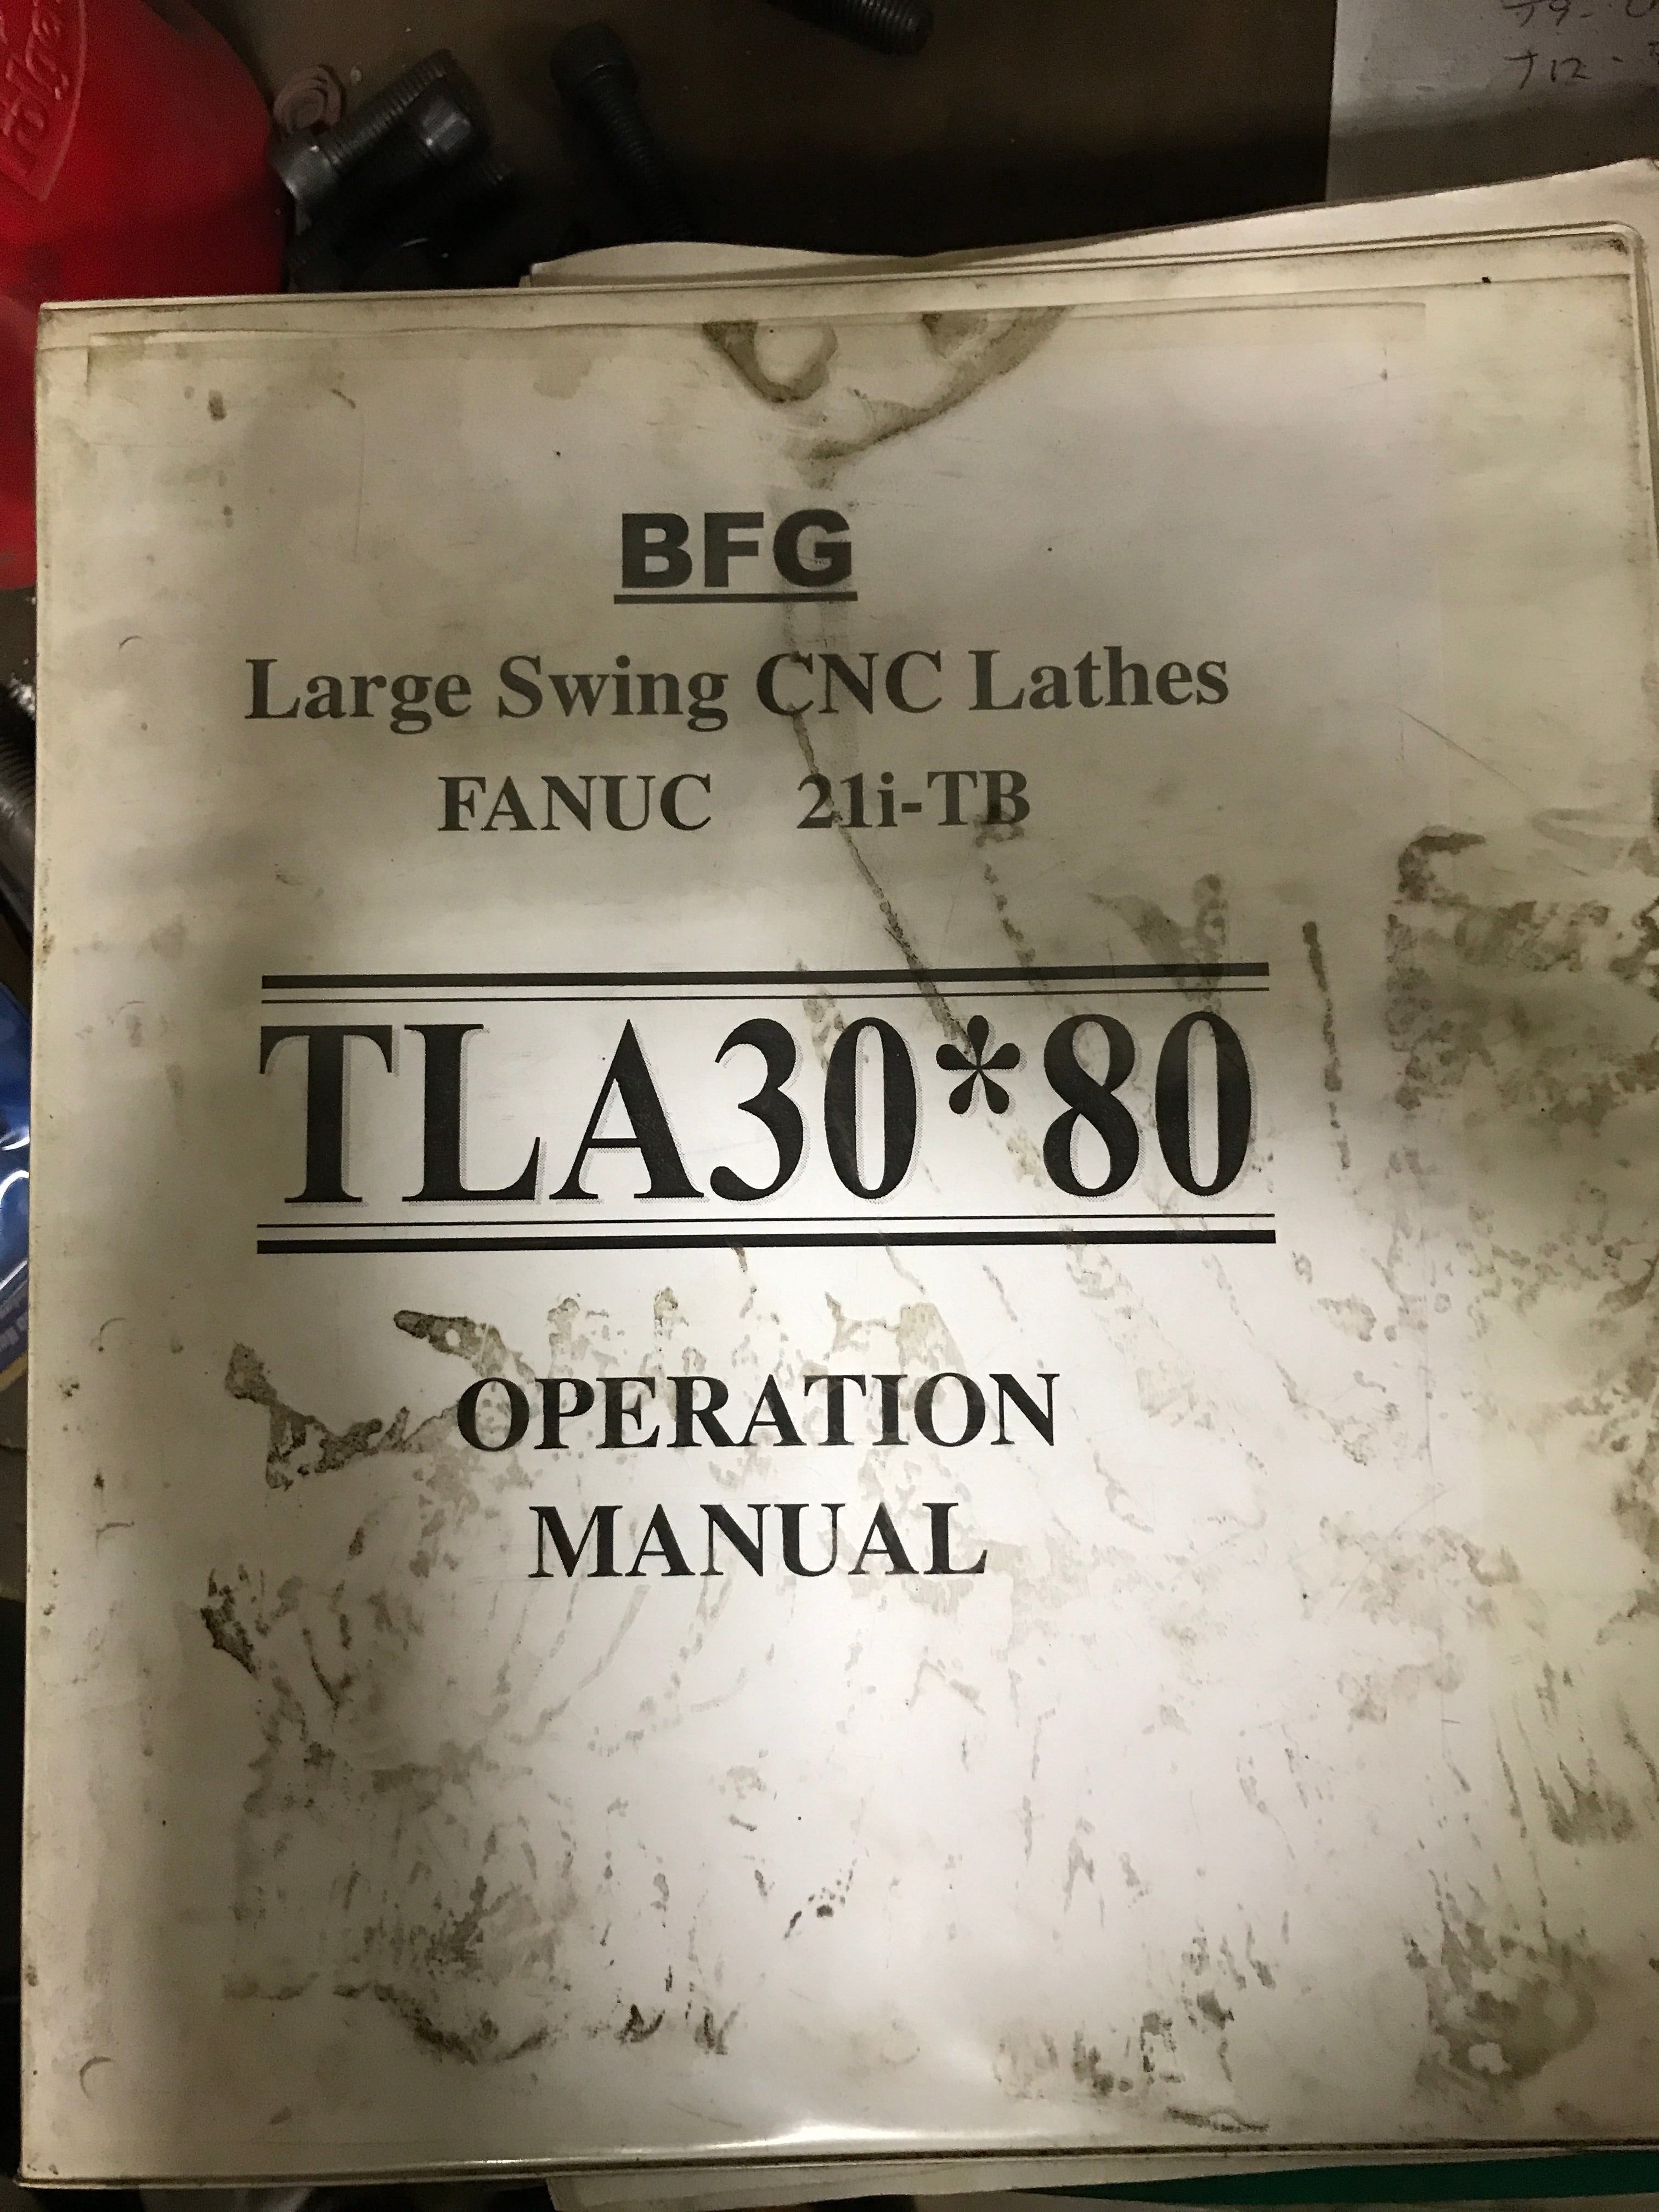 BFG
Large Swing CNC Lathes
FANUC 21i-TB
TLA30*80
OPERATION
MANUAL